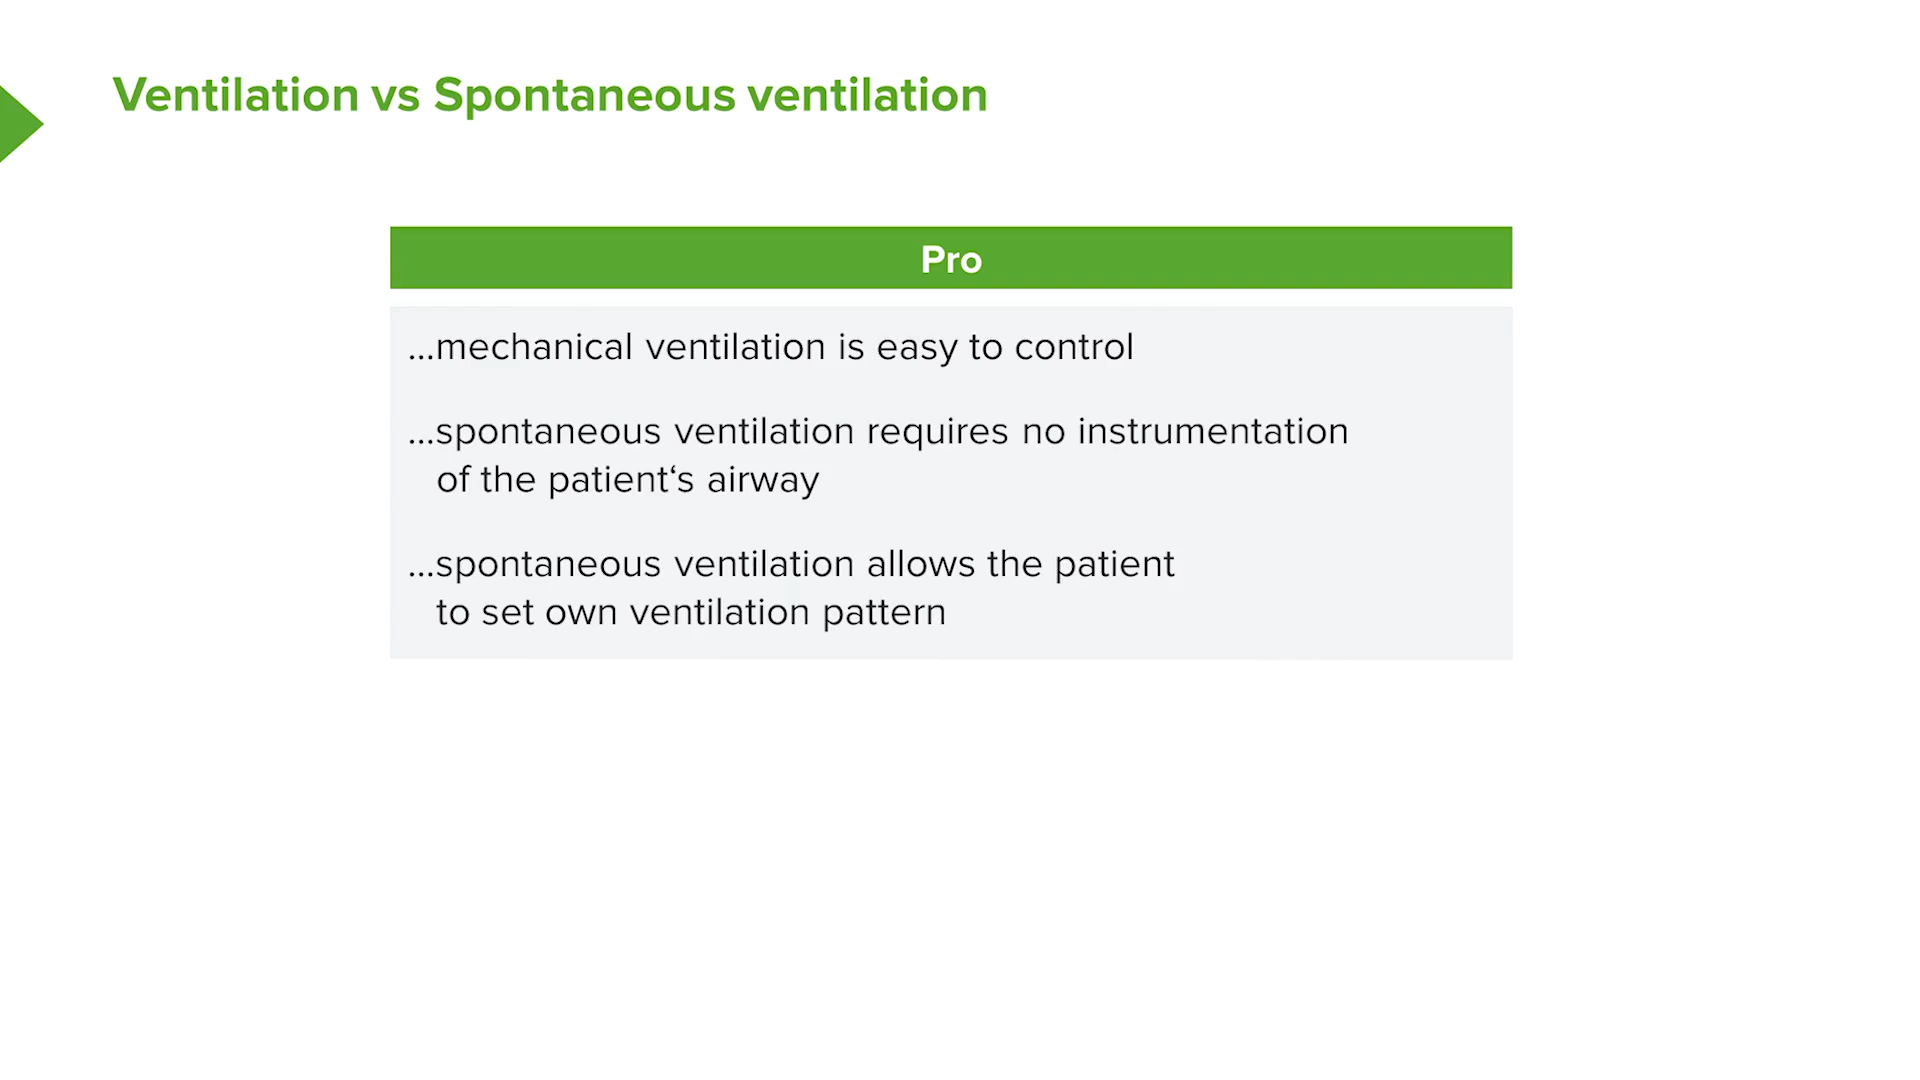 Ventilation vs Spontaneous ventilation
Pro
...mechanical ventilation is easy to control
...spontaneous ventilation requires no instrumentation
of the patient‘s airway
...spontaneous ventilation allows the patient
to set own ventilation pattern